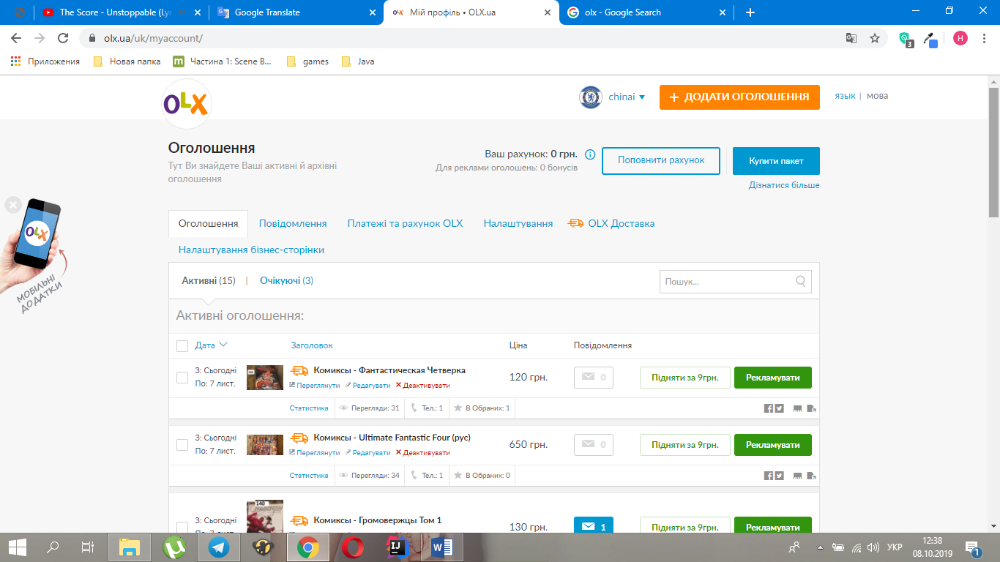 The Score - Unstoppable (Lyr
Google Translate
olx Мій профіль • OLX.ua
olx - Google Search
olx.ua/uk/myaccount/
3
H
Приложения
Новая папка
m Частина 1: Scene B...
games
Java
OLX
chinai
+ ДОДАТИ ОГОЛОШЕННЯ
язык | мова
Оголошення
Тут Ви знайдете Ваші активні й архівні
оголошення
Ваш рахунок: 0 грн.
Для реклами оголошень: 0 бонусів
Поповнити рахунок
Купити пакет
Дізнатися більше
OLX
МОБІЛЬНІ
ДОДАТКИ
Оголошення
Повідомлення
Платежі та рахунок OLX
Налаштування
OLX Доставка
Налаштування бізнес-сторінки
Активні (15) | Очікуючі (3)
Пошук...
Активні оголошення:
Дата
Заголовок
Ціна
Повідомлення
З: Сьогодні
По: 7 лист.
Комиксы - Фантастическая Четверка
Переглянути Редагувати Деактивувати
120 грн.
0
Підняти за 9грн.
Рекламувати
Статистика
Перегляди: 31
Тел.: 1
В Обраних: 1
З: Сьогодні
По: 7 лист.
Комиксы - Ultimate Fantastic Four (рус)
Переглянути Редагувати Деактивувати
650 грн.
0
Підняти за 9грн.
Рекламувати
Статистика
Перегляди: 34
Тел.: 1
В Обраних: 0
З: Сьогодні
140
Комиксы - Громовержцы Том 1
130 грн.
1
Підняти за 9грн.
Рекламувати
IJ
W
УКР
12:38
08.10.2019
1